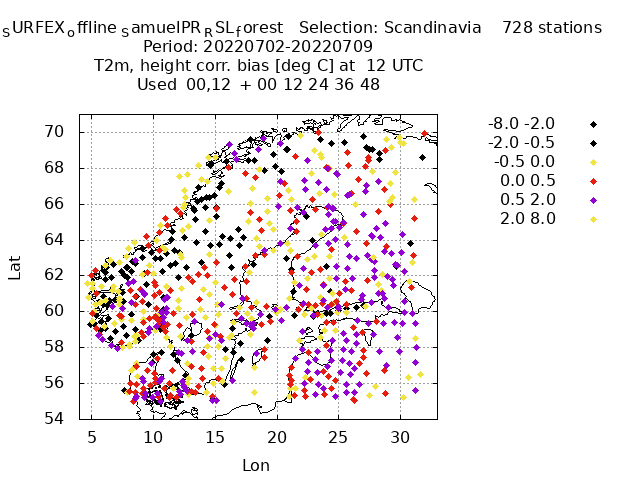 SURFEXoffline SamuelPRRSLforest Selection: Scandinavia 728 stations
Period: 20220702-20220709
T2m, height corr. bias [deg C] at 12 UTC
Used 00,12 + 00 12 24 36 48
-8.0 -2.0
-2.0 -0.5
-0.5 0.0
0.0 0.5
0.5 2.0
2.0 8.0
70
68
66
64
62
60
58
56
54
Lat
5 10 15 20 25 30
Lon